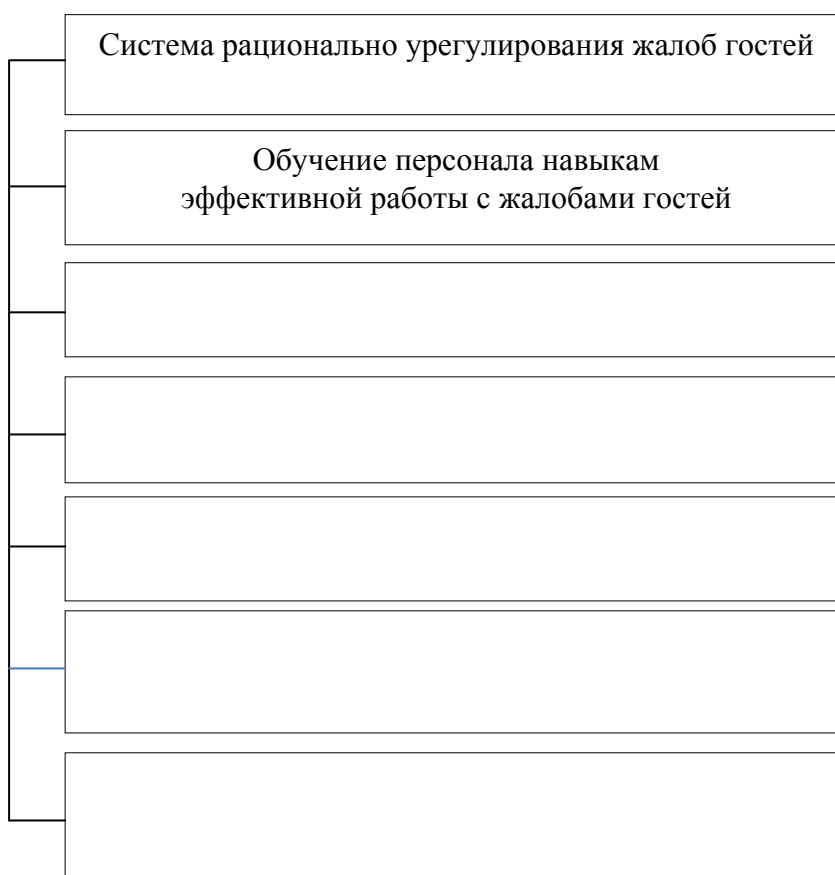 Система рационально урегулирования жалоб гостей
Обучение персонала навыкам
эффективной работы с жалобами гостей